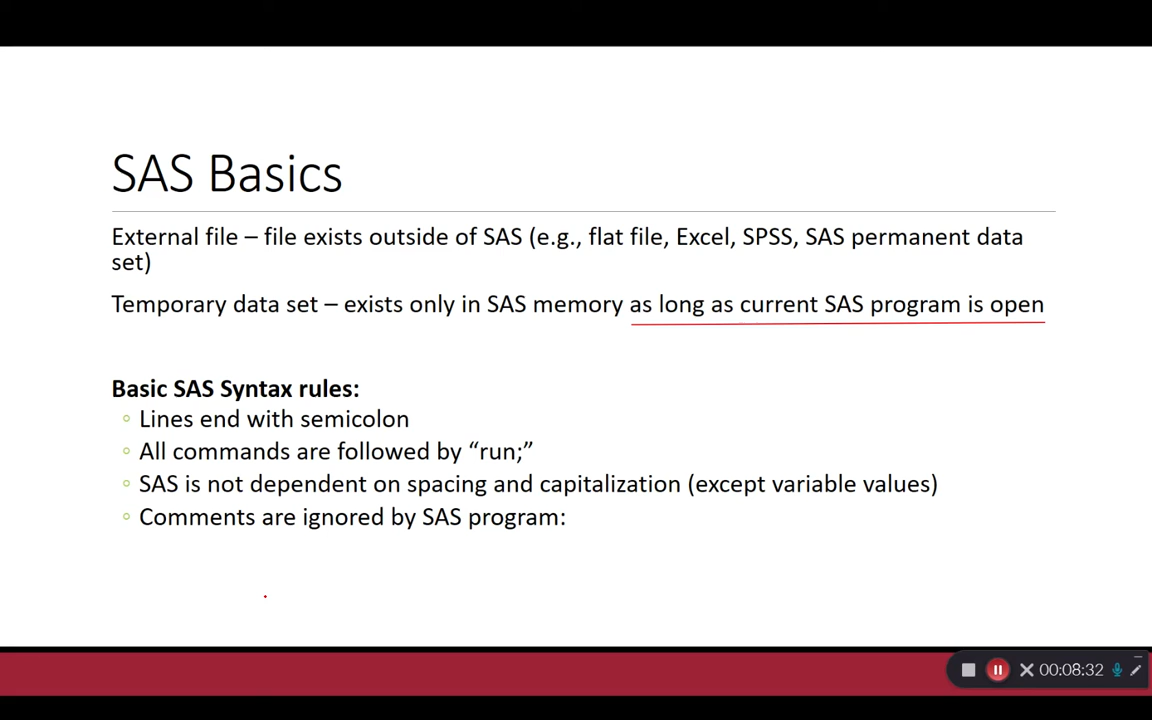 SAS Basics
External file – file exists outside of SAS (e.g., flat file, Excel, SPSS, SAS permanent data
set)
Temporary data set – exists only in SAS memory as long as current SAS program is open
Basic SAS Syntax rules:
◦ Lines end with semicolon
◦ All commands are followed by “run;”
◦ SAS is not dependent on spacing and capitalization (except variable values)
◦ Comments are ignored by SAS program:
00:08:32